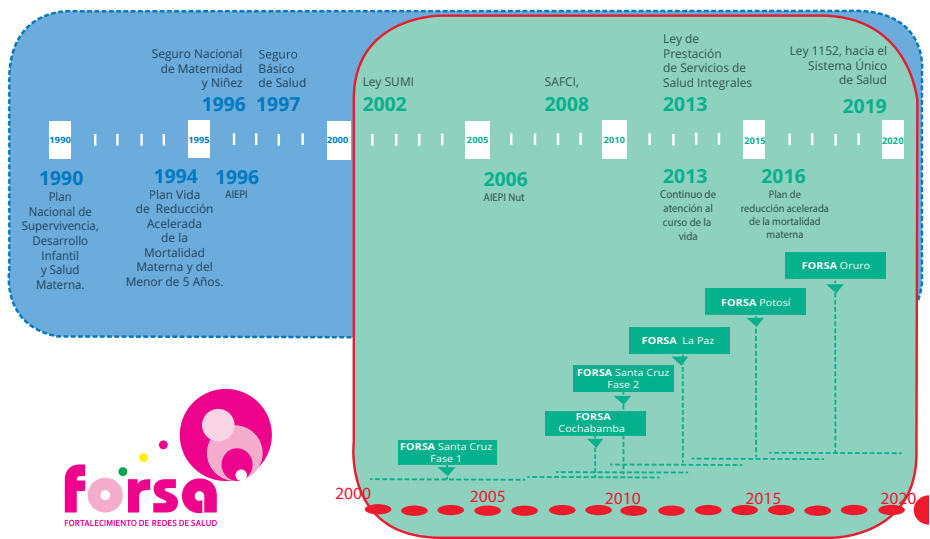 Seguro Nacional
de Maternidad
y Niñez
1996
Seguro
Básico
de Salud
1997
Ley SUMI
2002
SAFCI,
2008
Ley de
Prestación
de Servicios de
Salud Integrales
2013
Ley 1152, hacia el
Sistema Único
de Salud
2019
1990
1995
2000
2005
2010
2015
2020
1990
Plan
Nacional de
Supervivencia,
Desarrollo
Infantil
y Salud
Materna.
1994
Plan Vida
de Reducción
Acelerada
de la
Mortalidad
Materna y del
Menor de 5 Años.
1996
AIEPI
2006
AIEPI Nut
2013
Continuo de
atención al
curso de la
vida
2016
Plan de
reducción acelerada
de la mortalidad
materna
FORSA Oruro
FORSA Potosí
FORSA La Paz
FORSA Santa Cruz
Fase 2
FORSA
Cochabamba
FORSA Santa Cruz
Fase 1
2000
2005
2010
2015
2020
forsa
FORTALECIMIENTO DE REDES DE SALUD